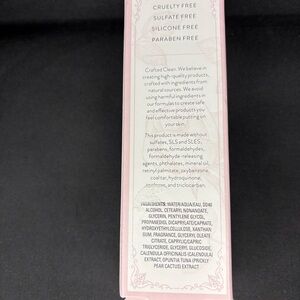 CRUELTY FREE
SULFATE FREE
SILICONE FREE
PARABEN FREE
Crafted Clean. We believe in
creating high-quality products,
crafted with ingredients from
natural sources. We avoid
using harmful ingredients in
our formulas to create safe
and effective products you
feel comfortable putting on
your skin.
This product is made without
sulfates, SLS and SLES,
parabens, formaldehydes,
formaldehyde -releasing
agents, phthalates, mineral oil,
retinyl palmitate, oxybenzone,
coal tar, hydroquinone,
and triclocarban.
INGREDIENTS: WATER/AQUA/EAU,
ALCOHOL, CETEARYL NONANOATE,
GLYCERIN, PENTYLENE GLYCOL,
PROPANEDIOL DICAPRYLATE/CAPRATE,
HYDROXYETHYLCELLULOSE, XANTHAN
GUM, FRAGRANCE, GLYCERYL OLEATE
CITRATE, CAPRYLIC/CAPRIC
TRIGLYCERIDE, GLYCERYL GLUCOSIDE,
CALENDULA OFFICINALIS (CALENDULA)
EXTRACT, OPUNTIA TUNA (PRICKLY
PEAR CACTUS) EXTRACT